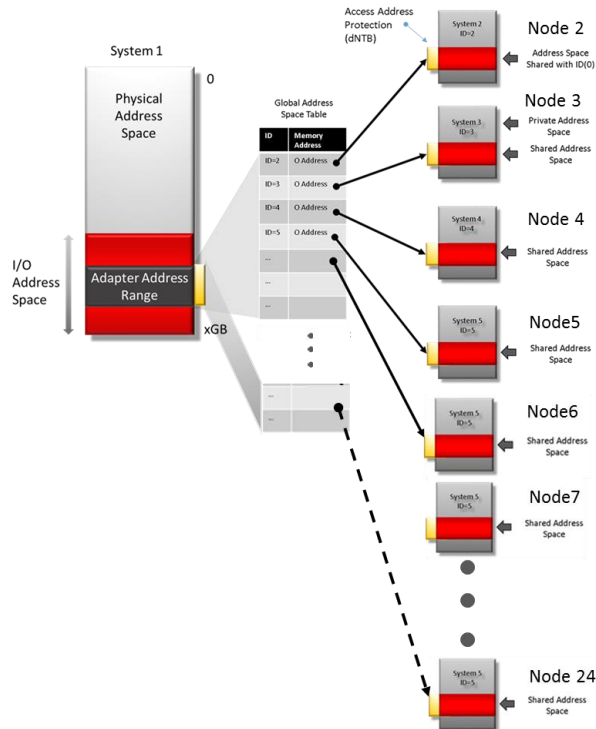 System 1
0
Physical
Address
Space
I/O
Address
Space
Adapter Address
Range
xGB
Global Address
Space Table
ID
Memory
Address
ID=2
O Address
ID=3
O Address
ID=4
O Address
ID=5
O Address
...
...
...
...
...
Access Address
Protection
(dNTB)
System 2
ID=2
Node 2
Address Space
Shared with ID(0)
System 3
ID=3
Node 3
Private Address
Space
Shared Address
Space
System 4
ID=4
Node 4
Shared Address
Space
System 5
ID=5
Node5
Shared Address
Space
System 5
ID=5
Node6
Shared Address
Space
System 5
ID=5
Node7
Shared Address
Space
System 5
ID=5
Node 24
Shared Address
Space